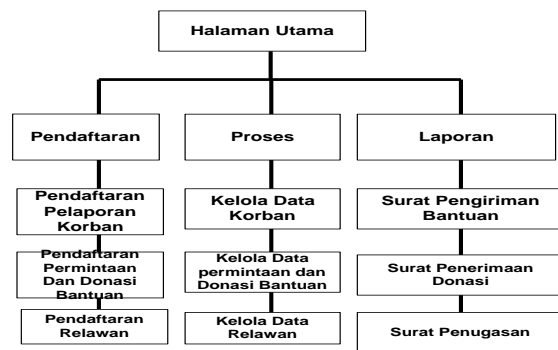 Halaman Utama
Pendaftaran
Proses
Laporan
Pendaftaran
Pelaporan
Korban
Kelola Data
Korban
Surat Pengiriman
Bantuan
Pendaftaran
Permintaan
Dan Donasi
Bantuan
Kelola Data
permintaan dan
Donasi Bantuan
Surat Penerimaan
Donasi
Pendaftaran
Relawan
Kelola Data
Relawan
Surat Penugasan